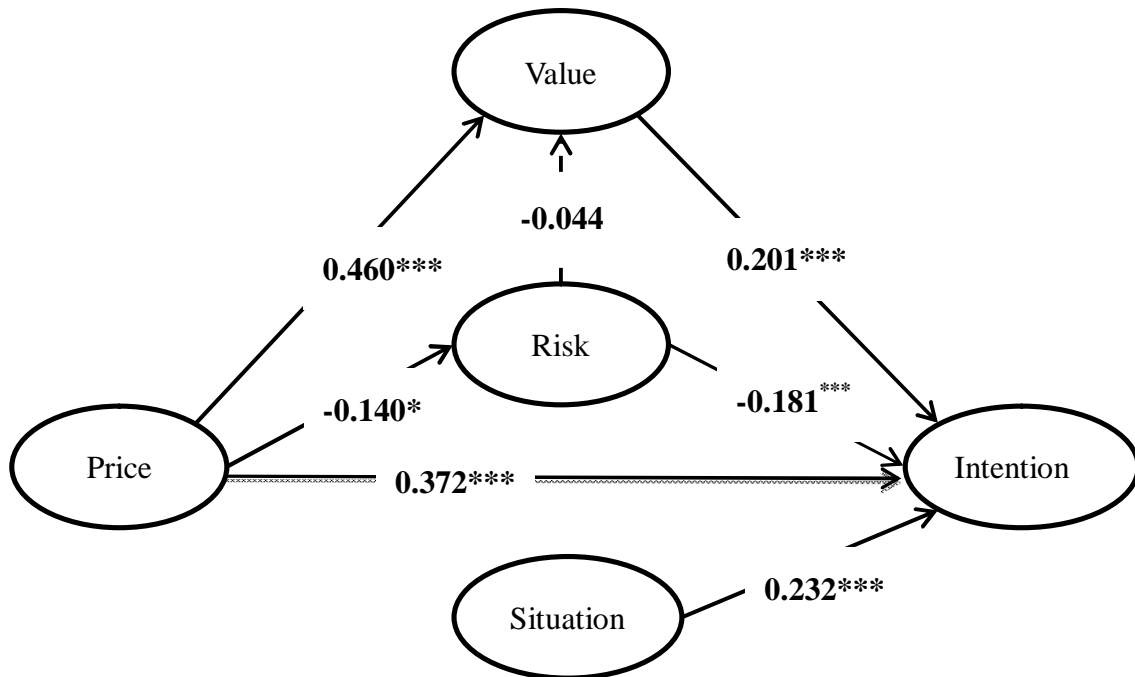 Value
-0.044
0.460***
0.201***
Risk
-0.140*
-0.181***
Price
0.372***
Intention
Situation
0.232***